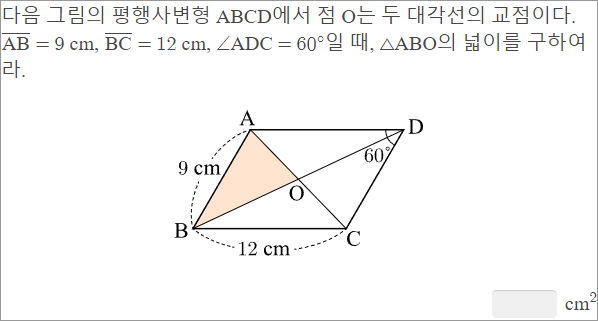 다음 그림의 평행사변형 ABCD에서 점 O는 두 대각선의 교점이다.
A̅B̅ = 9 cm, B̅C̅ = 12 cm, ∠ADC = 60°일 때, △ABO의 넓이를 구하여
라.
A
D
60°
9 cm
O
B
C
12 cm
cm²